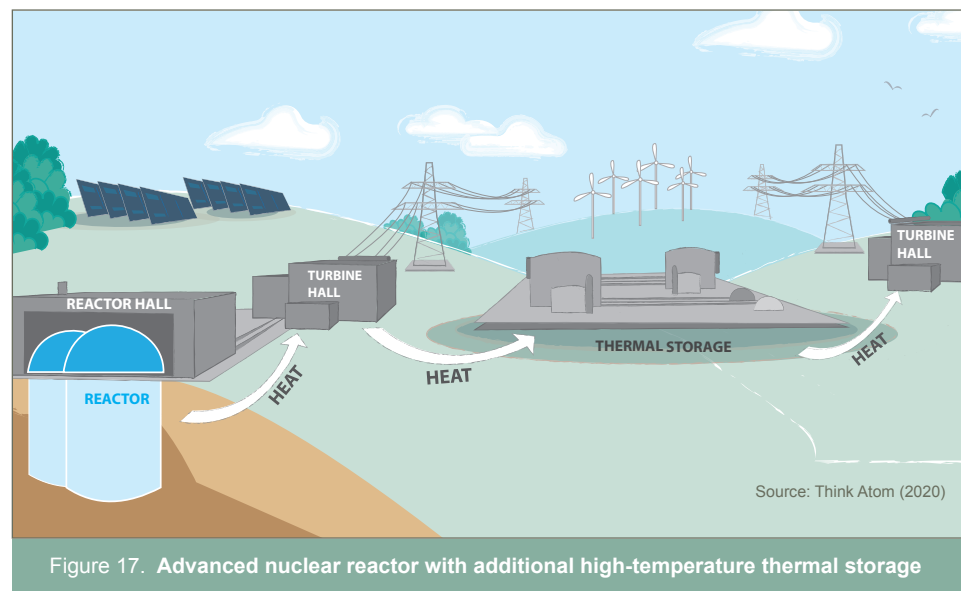 TURBINE
HALL
TURBINE
HALL
REACTOR HALL
THERMAL STORAGE
HEAT
HEAT
HEAT
REACTOR
Source: Think Atom (2020)
Figure 17. Advanced nuclear reactor with additional high-temperature thermal storage